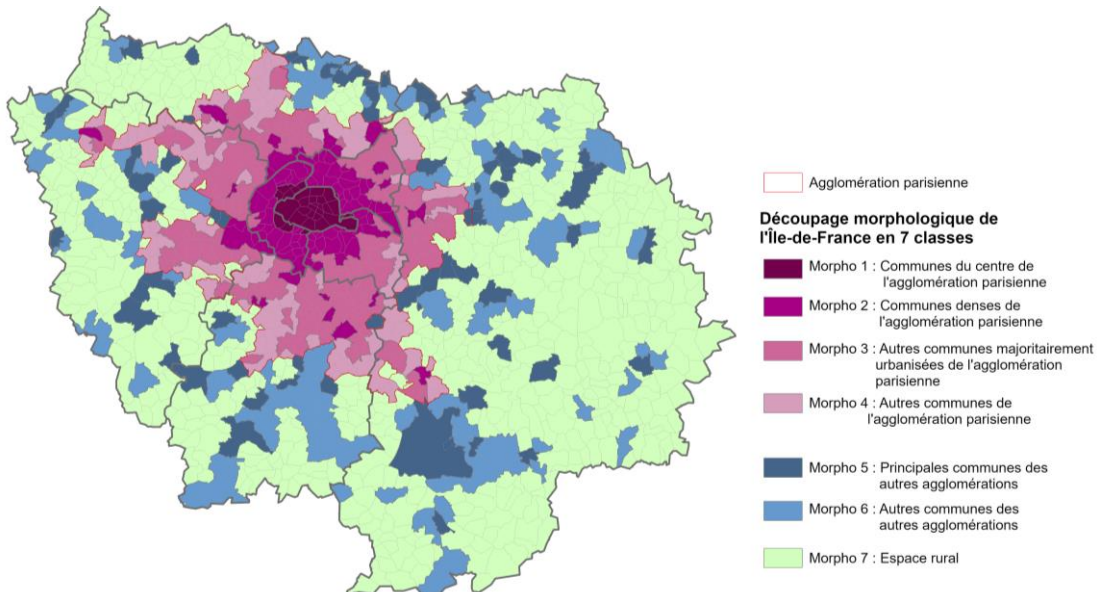 Agglomération parisienne
Découpage morphologique de
l'Île-de-France en 7 classes
Morpho 1 : Communes du centre de
l'agglomération parisienne
Morpho 2 : Communes denses de
l'agglomération parisienne
Morpho 3 : Autres communes majoritairement
urbanisées de l'agglomération
parisienne
Morpho 4 : Autres communes de
l'agglomération parisienne
Morpho 5 : Principales communes des
autres agglomérations
Morpho 6 : Autres communes des
autres agglomérations
Morpho 7 : Espace rural